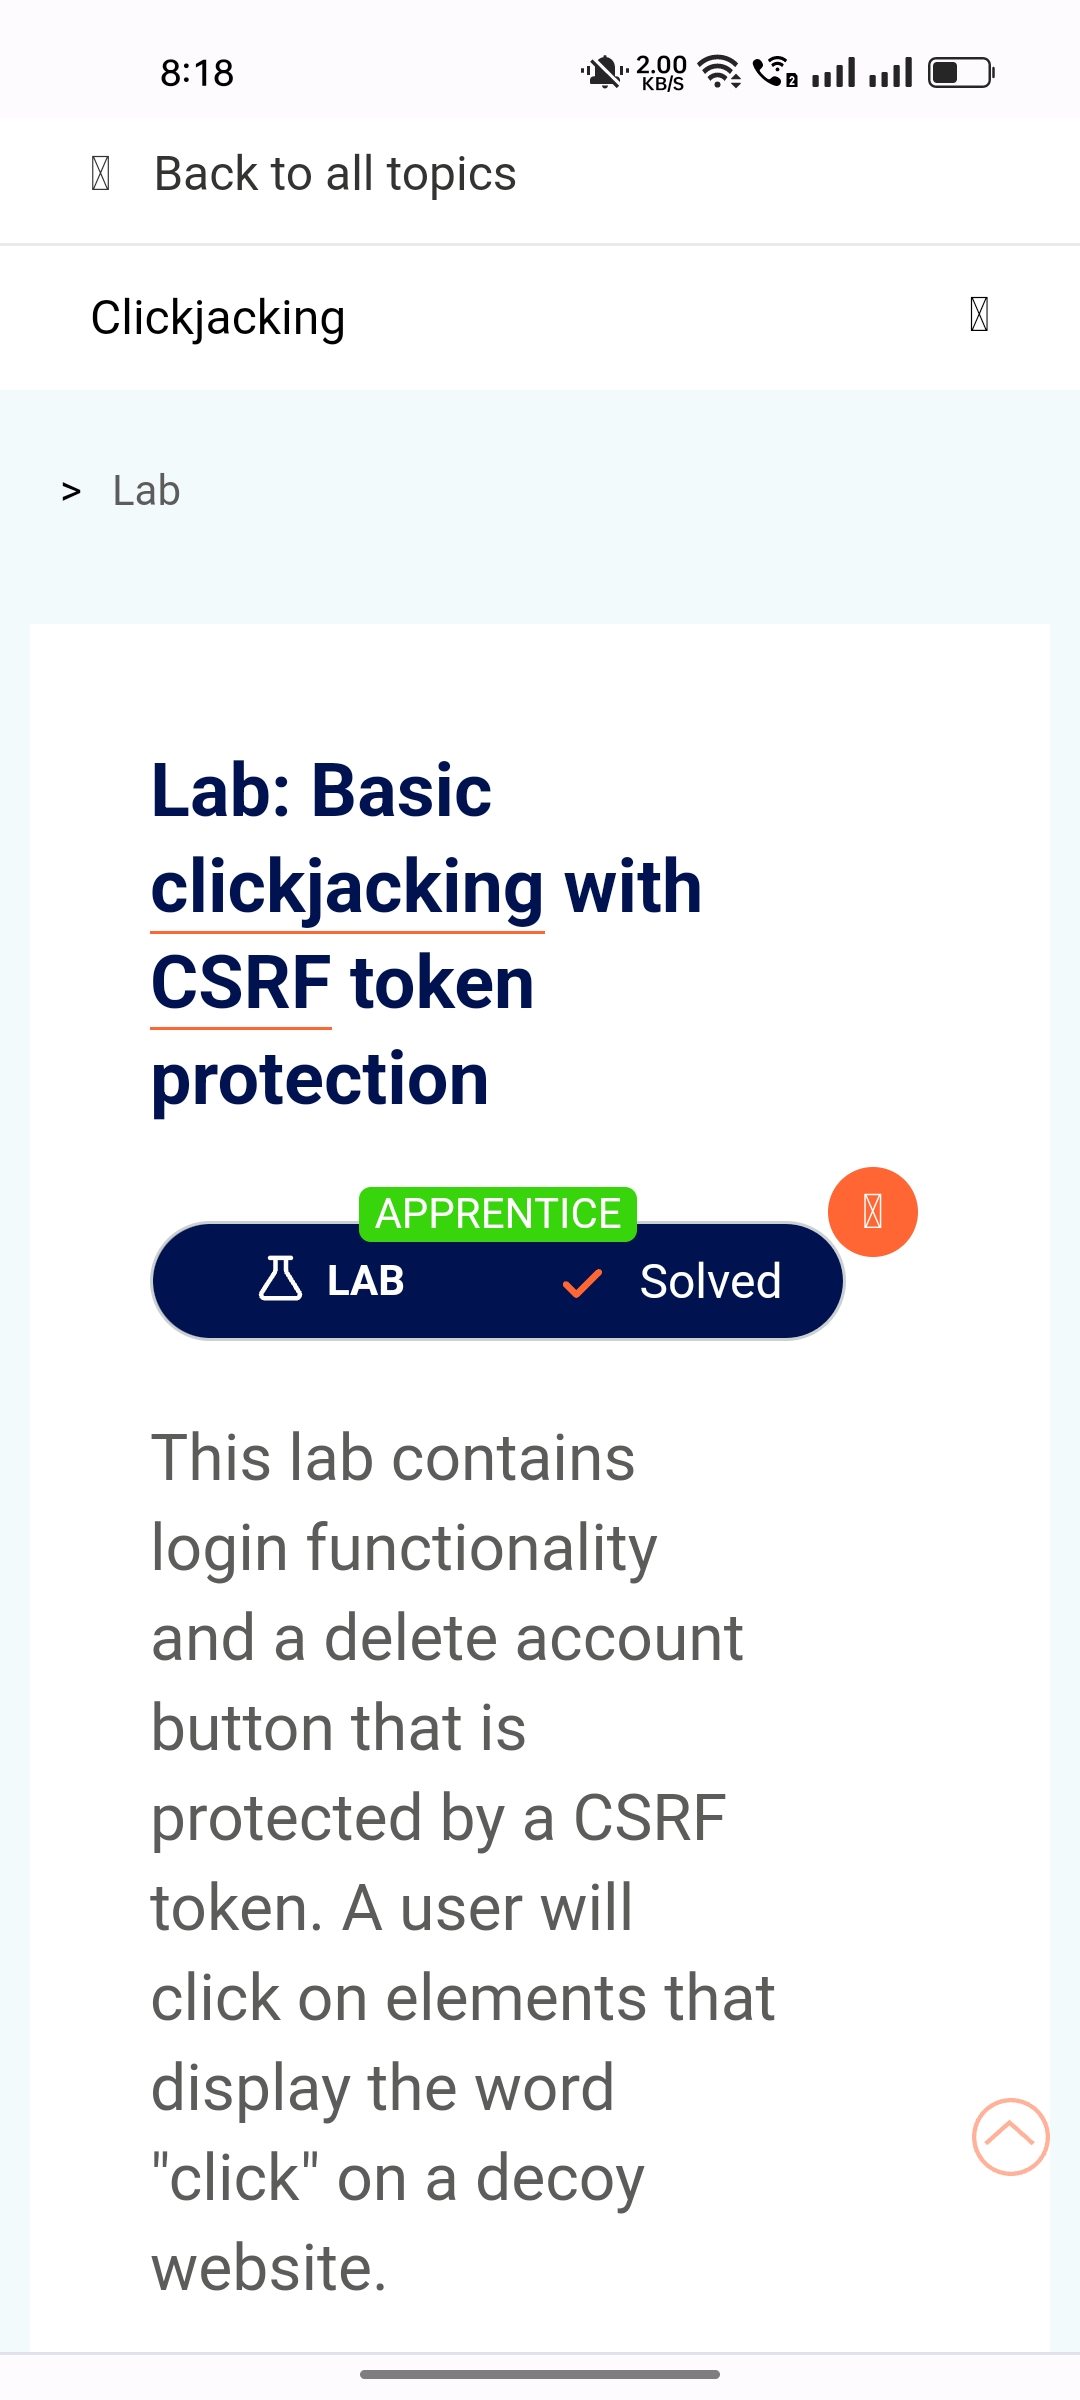 8:18
2.00
KB/S
2
Back to all topics
Clickjacking
> Lab
Lab: Basic
clickjacking with
CSRF token
protection
APPRENTICE
LAB
Solved
This lab contains
login functionality
and a delete account
button that is
protected by a CSRF
token. A user will
click on elements that
display the word
"click" on a decoy
website.